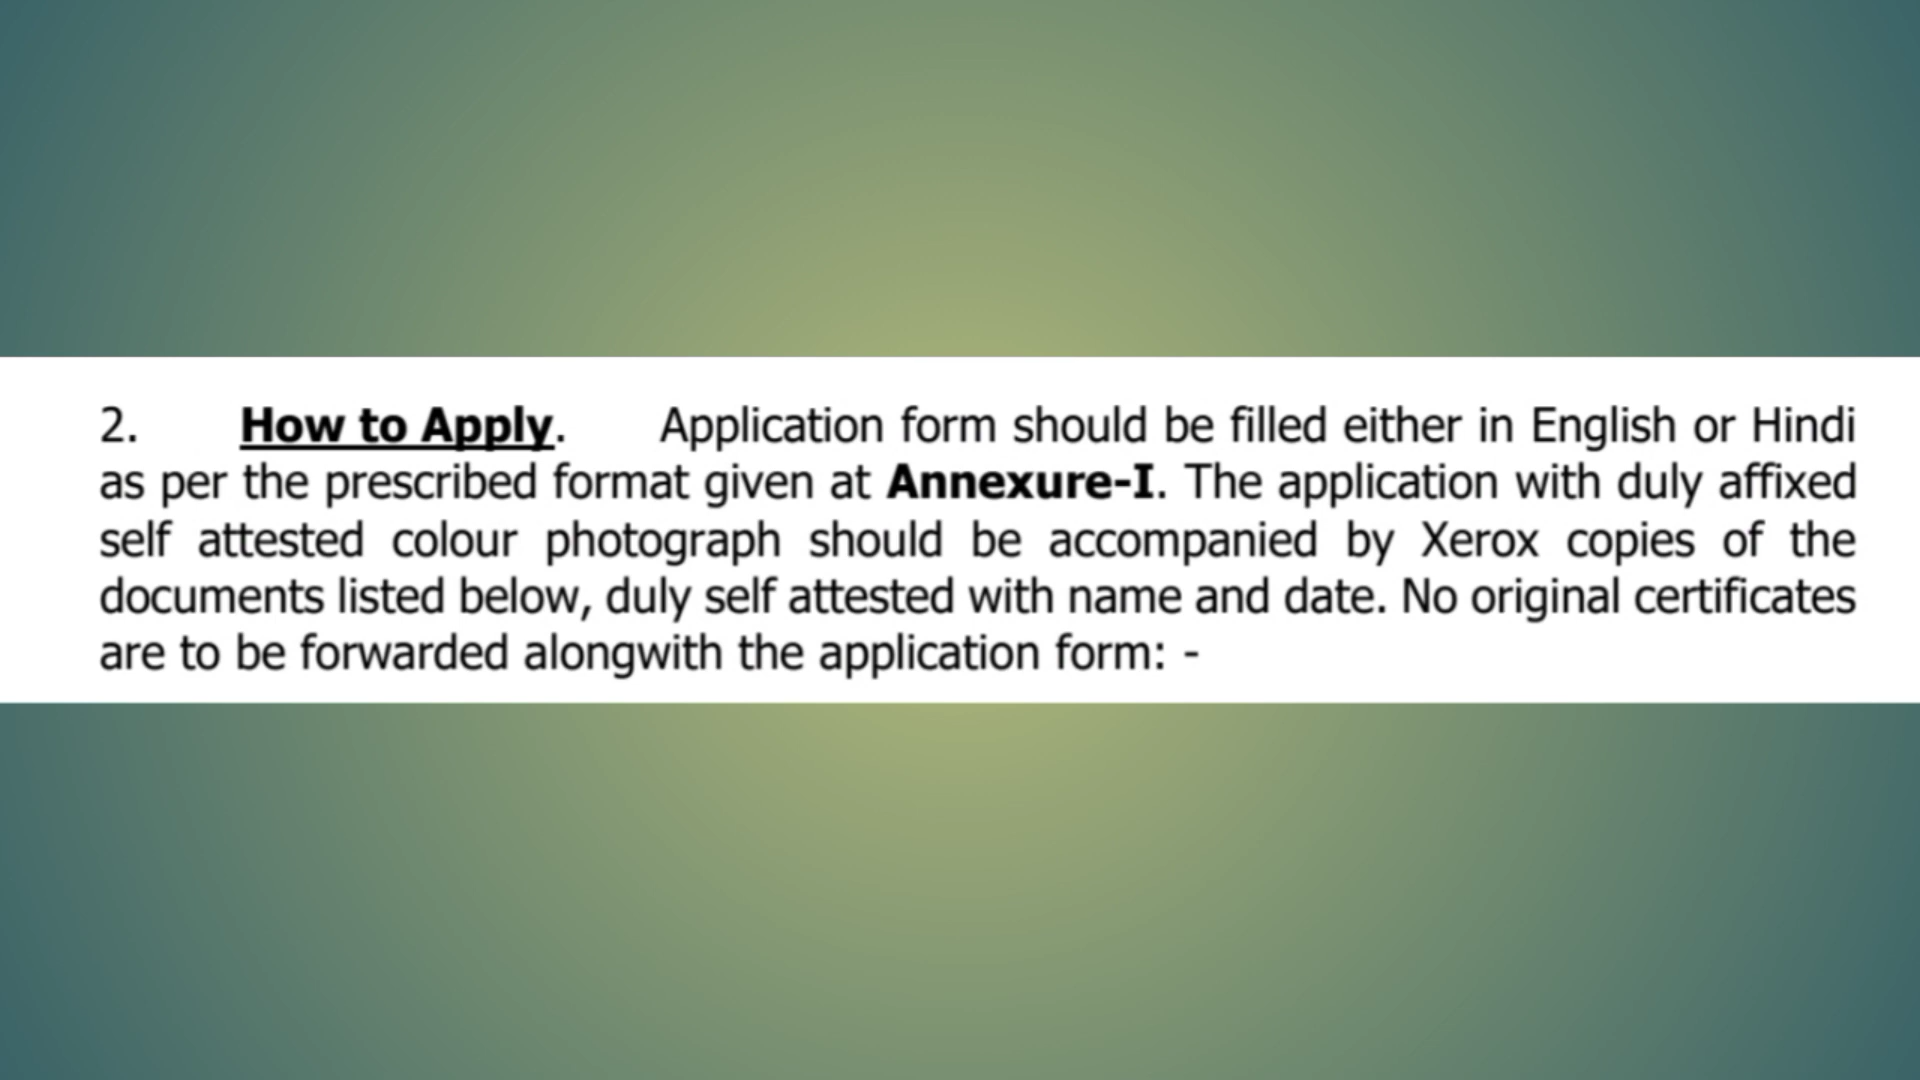 2. How to Apply. Application form should be filled either in English or Hindi
as per the prescribed format given at Annexure-I. The application with duly affixed
self attested colour photograph should be accompanied by Xerox copies of the
documents listed below, duly self attested with name and date. No original certificates
are to be forwarded alongwith the application form: -